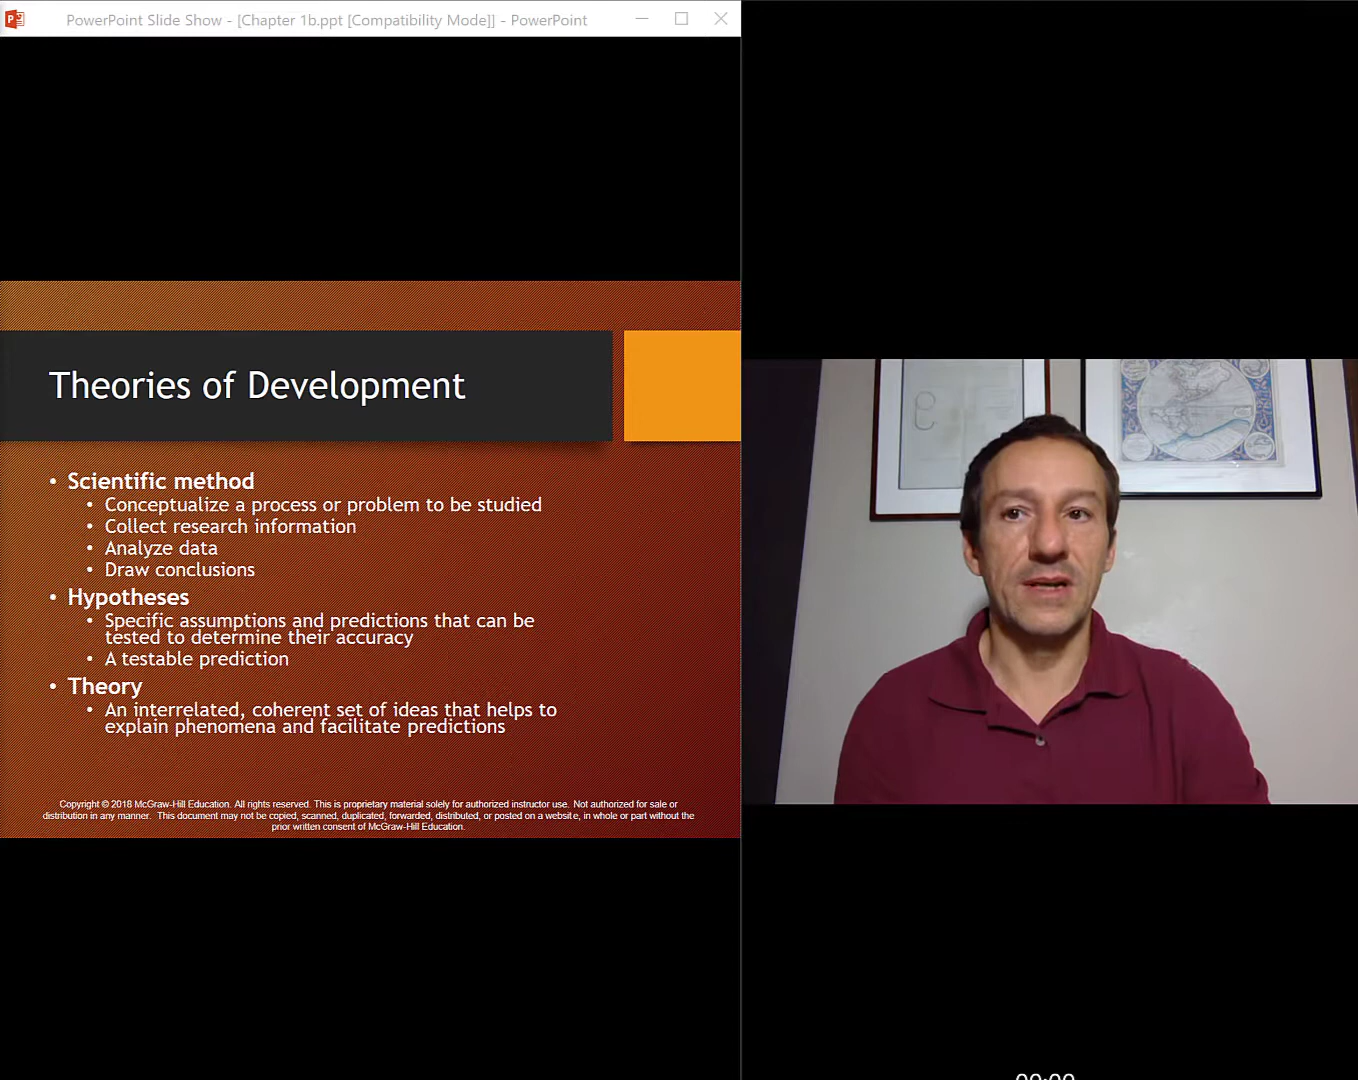 PowerPoint Slide Show - [Chapter 1b.ppt [Compatibility Mode]] - PowerPoint
Theories of Development
• Scientific method
• Conceptualize a process or problem to be studied
• Collect research information
• Analyze data
• Draw conclusions
• Hypotheses
• Specific assumptions and predictions that can be
tested to determine their accuracy
• A testable prediction
• Theory
• An interrelated, coherent set of ideas that helps to
explain phenomena and facilitate predictions
Copyright © 2018 McGraw-Hill Education. All rights reserved. This is proprietary material solely for authorized instructor use. Not authorized for sale or
distribution in any manner. This document may not be copied, scanned, duplicated, forwarded, distributed, or posted on a website, in whole or part without the
prior written consent of McGraw-Hill Education.